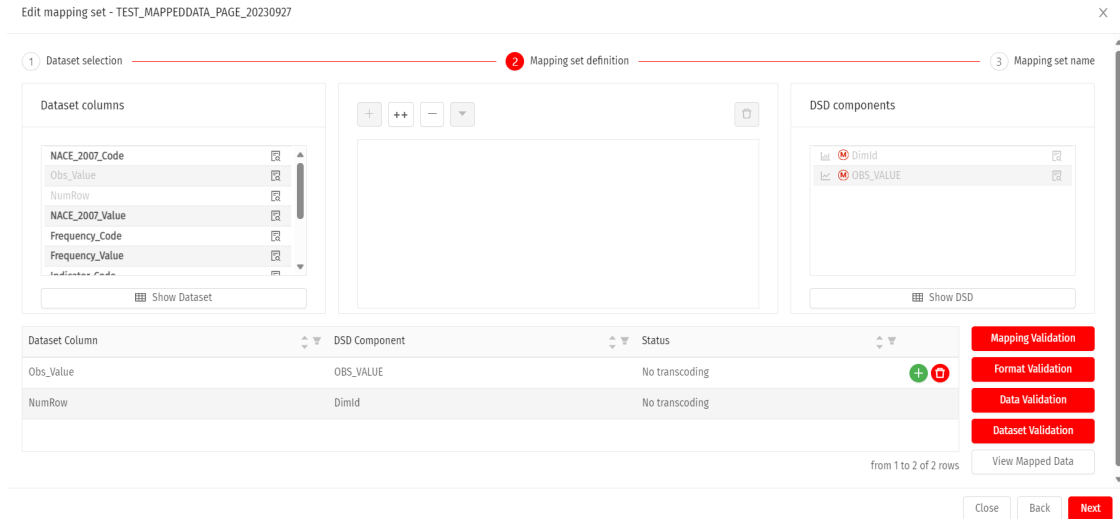 Edit mapping set - TEST_MAPPEDDATA_PAGE_20230927
1 Dataset selection
2 Mapping set definition
3 Mapping set name
Dataset columns
NACE_2007_Code
Obs_Value
NumRow
NACE_2007_Value
Frequency_Code
Frequency_Value
Indicator_Code
Show Dataset
+ ++ −
DSD components
M DimId
M OBS_VALUE
Show DSD
Dataset Column DSD Component Status
Obs_Value OBS_VALUE No transcoding
NumRow DimId No transcoding
from 1 to 2 of 2 rows
Mapping Validation
Format Validation
Data Validation
Dataset Validation
View Mapped Data
Close Back Next